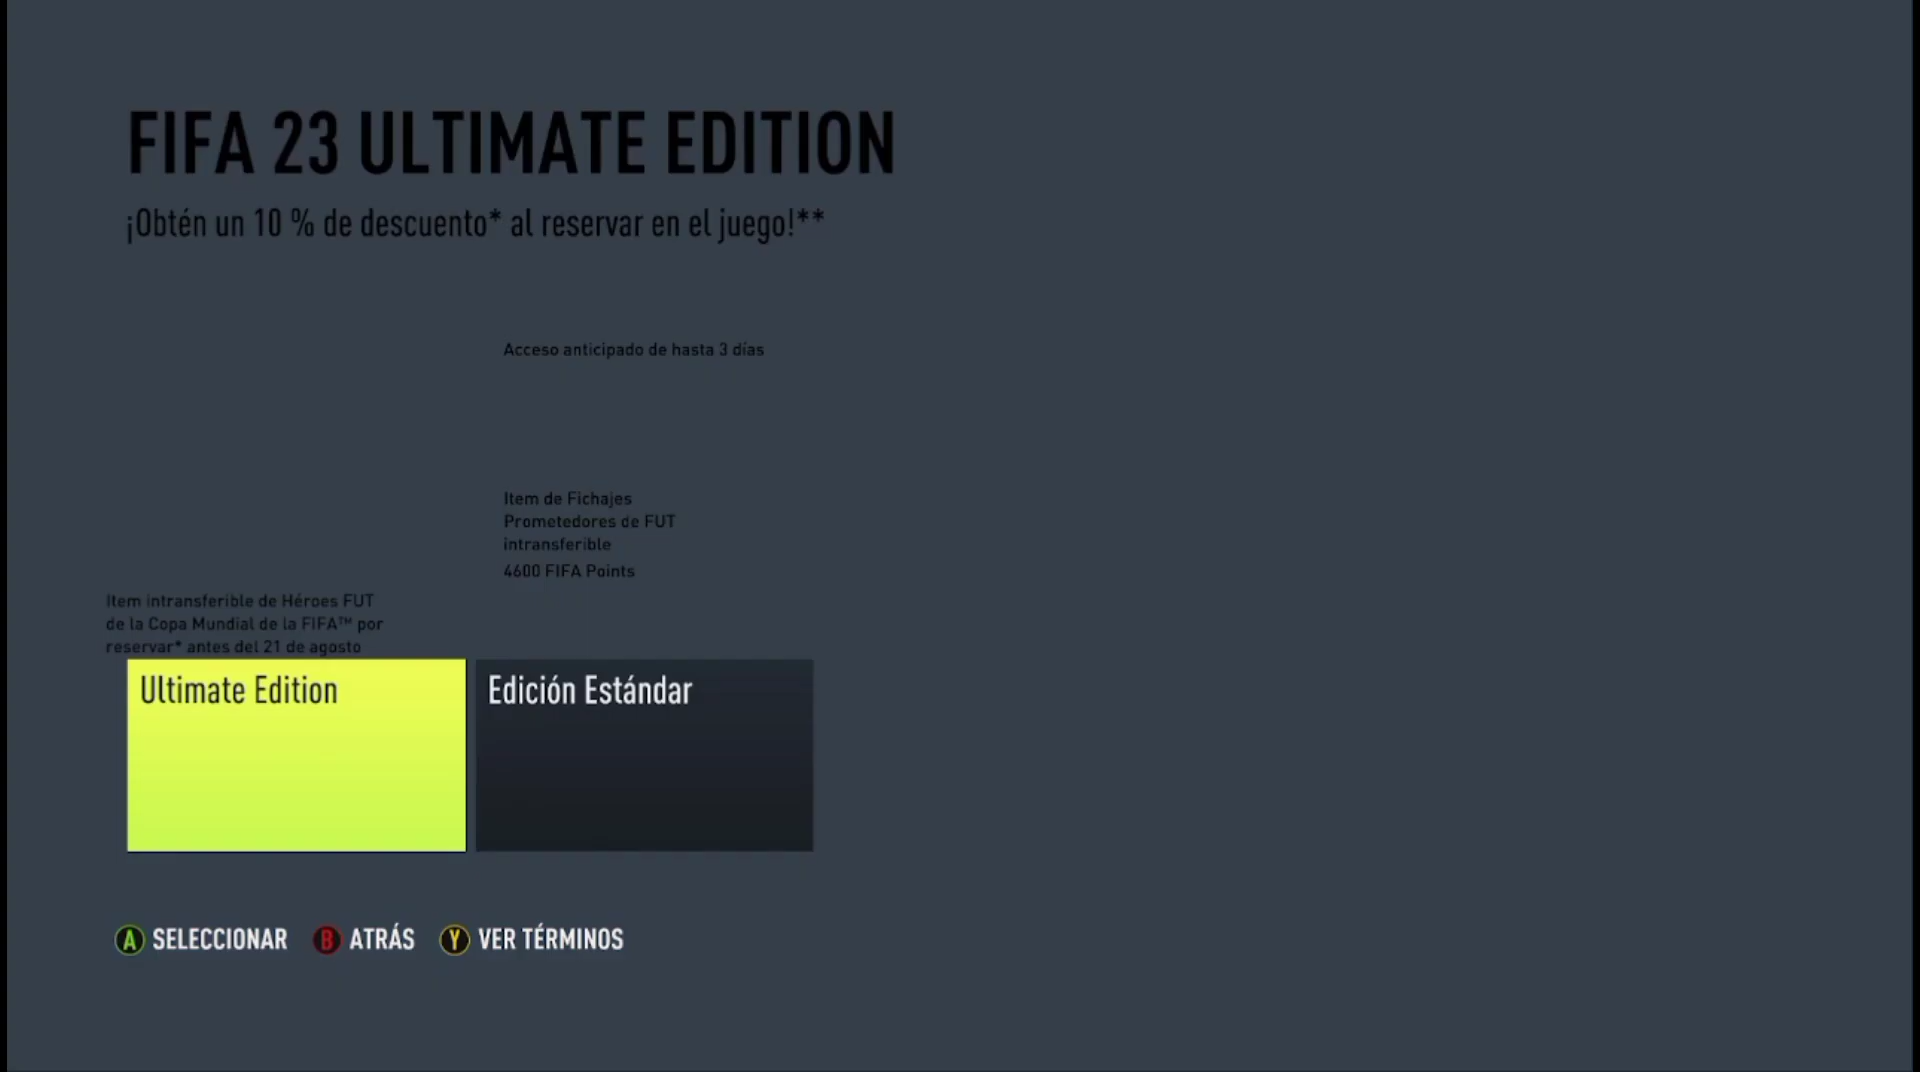 FIFA 23 ULTIMATE EDITION
¡Obtén un 10 % de descuento* al reservar en el juego!**
Acceso anticipado de hasta 3 días
Item de Fichajes
Prometedores de FUT
intransferible
4600 FIFA Points
Item intransferible de Héroes FUT
de la Copa Mundial de la FIFA™ por
reservar* antes del 21 de agosto
Ultimate Edition
Edición Estándar
A SELECCIONAR B ATRÁS Y VER TÉRMINOS